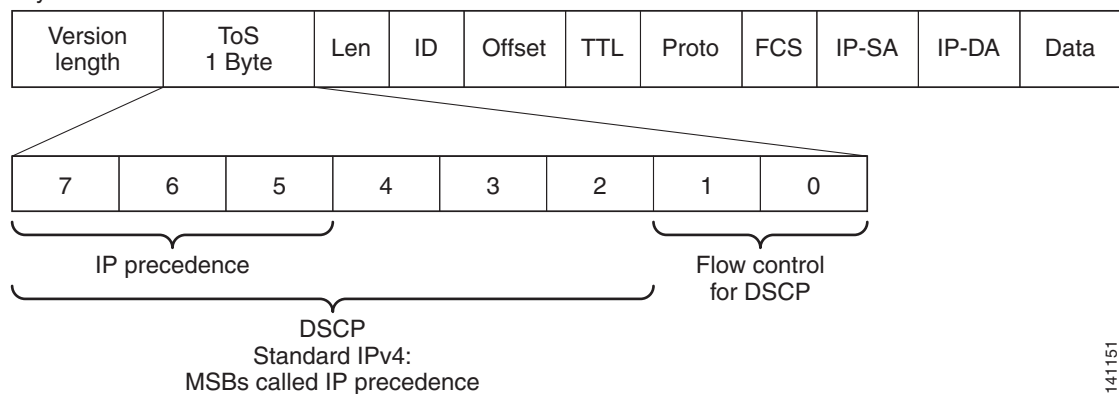 Version
length
ToS
1 Byte
Len
ID
Offset
TTL
Proto
FCS
IP-SA
IP-DA
Data
7
6
5
4
3
2
1
0
IP precedence
Flow control
for DSCP
DSCP
Standard IPv4:
MSBs called IP precedence
141151